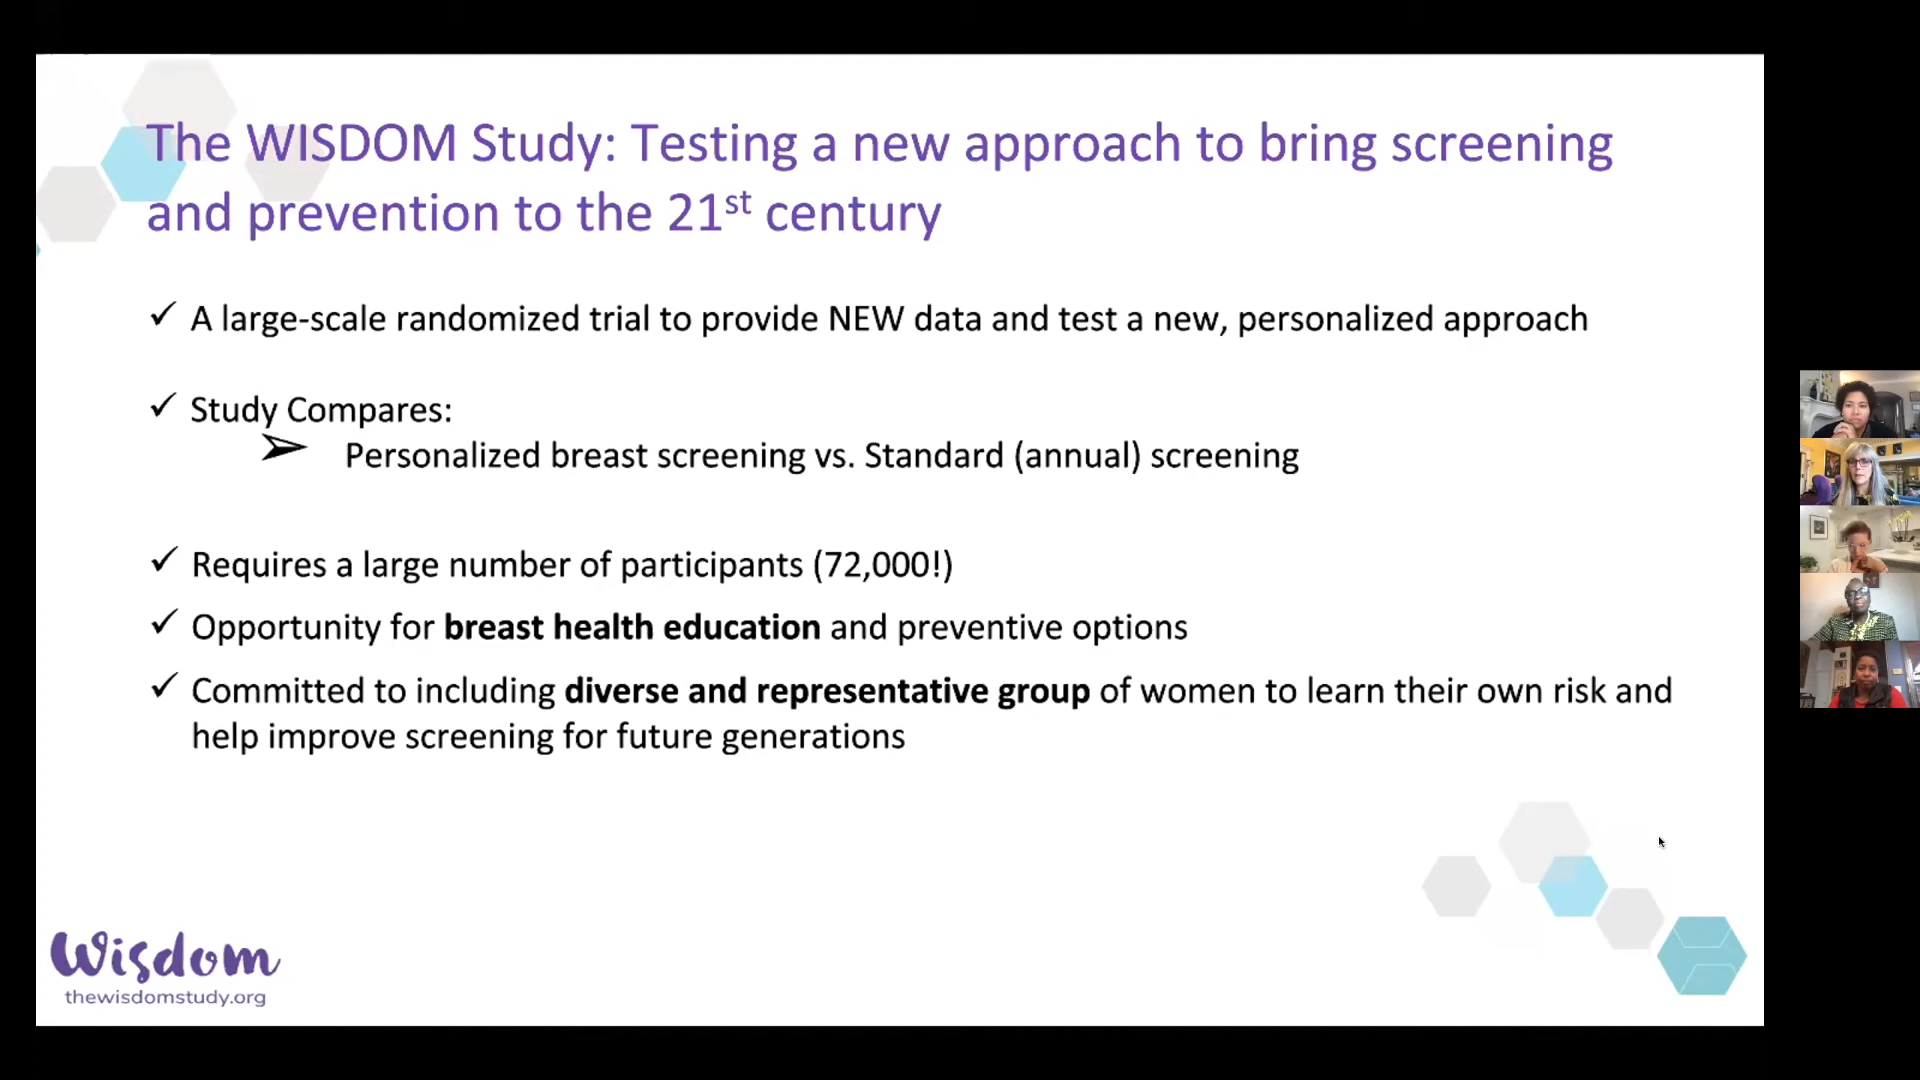 The WISDOM Study: Testing a new approach to bring screening
and prevention to the 21st century
✓ A large-scale randomized trial to provide NEW data and test a new, personalized approach
✓ Study Compares:
➢ Personalized breast screening vs. Standard (annual) screening
✓ Requires a large number of participants (72,000!)
✓ Opportunity for breast health education and preventive options
✓ Committed to including diverse and representative group of women to learn their own risk and
help improve screening for future generations
Wisdom
thewisdomstudy.org